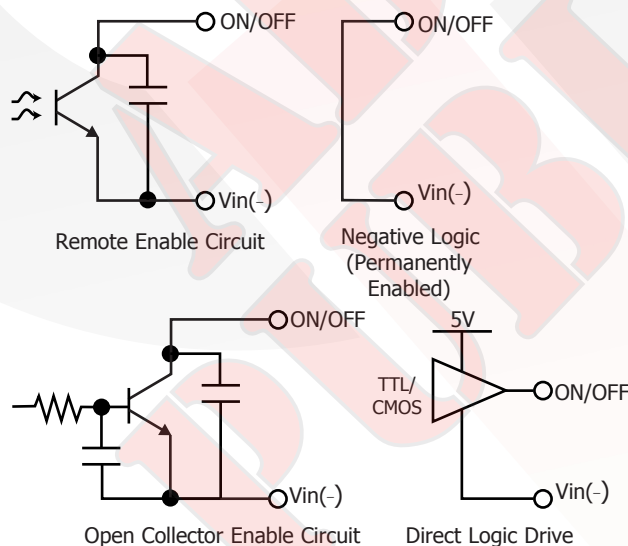 ON/OFF
Vin(-)
Remote Enable Circuit
ON/OFF
Vin(-)
Negative Logic
(Permanently
Enabled)
ON/OFF
Vin(-)
Open Collector Enable Circuit
5V
TTL/
CMOS
ON/OFF
Vin(-)
Direct Logic Drive